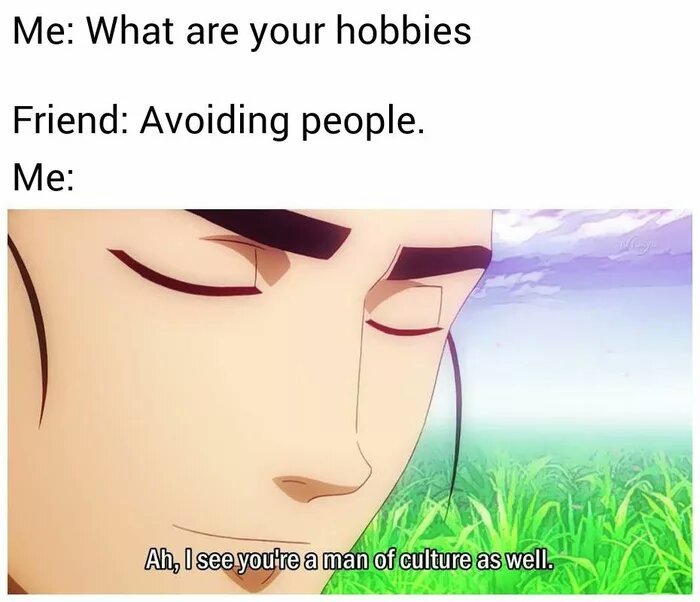 Me: What are your hobbies
Friend: Avoiding people.
Me:
Ah, I see you're a man of culture as well.